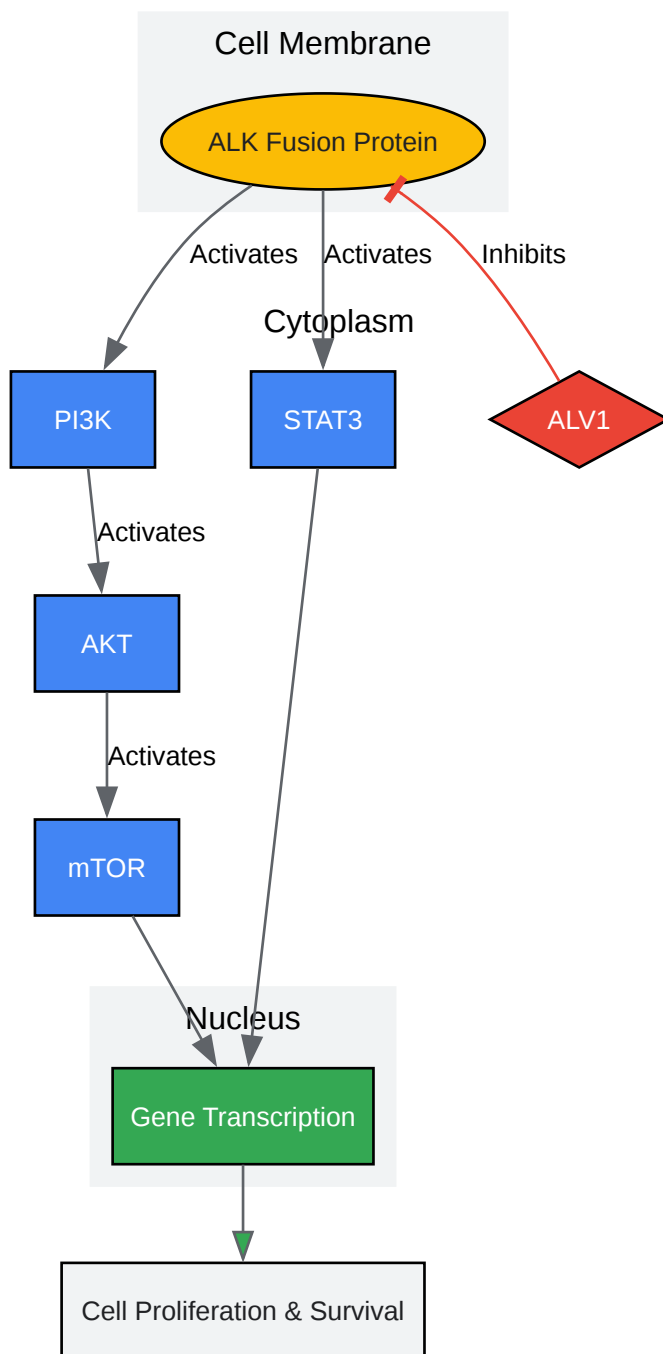 Cell Membrane
ALK Fusion Protein
Activates
Activates
Inhibits
Cytoplasm
PI3K
STAT3
ALV1
Activates
AKT
Activates
mTOR
Nucleus
Gene Transcription
Cell Proliferation & Survival